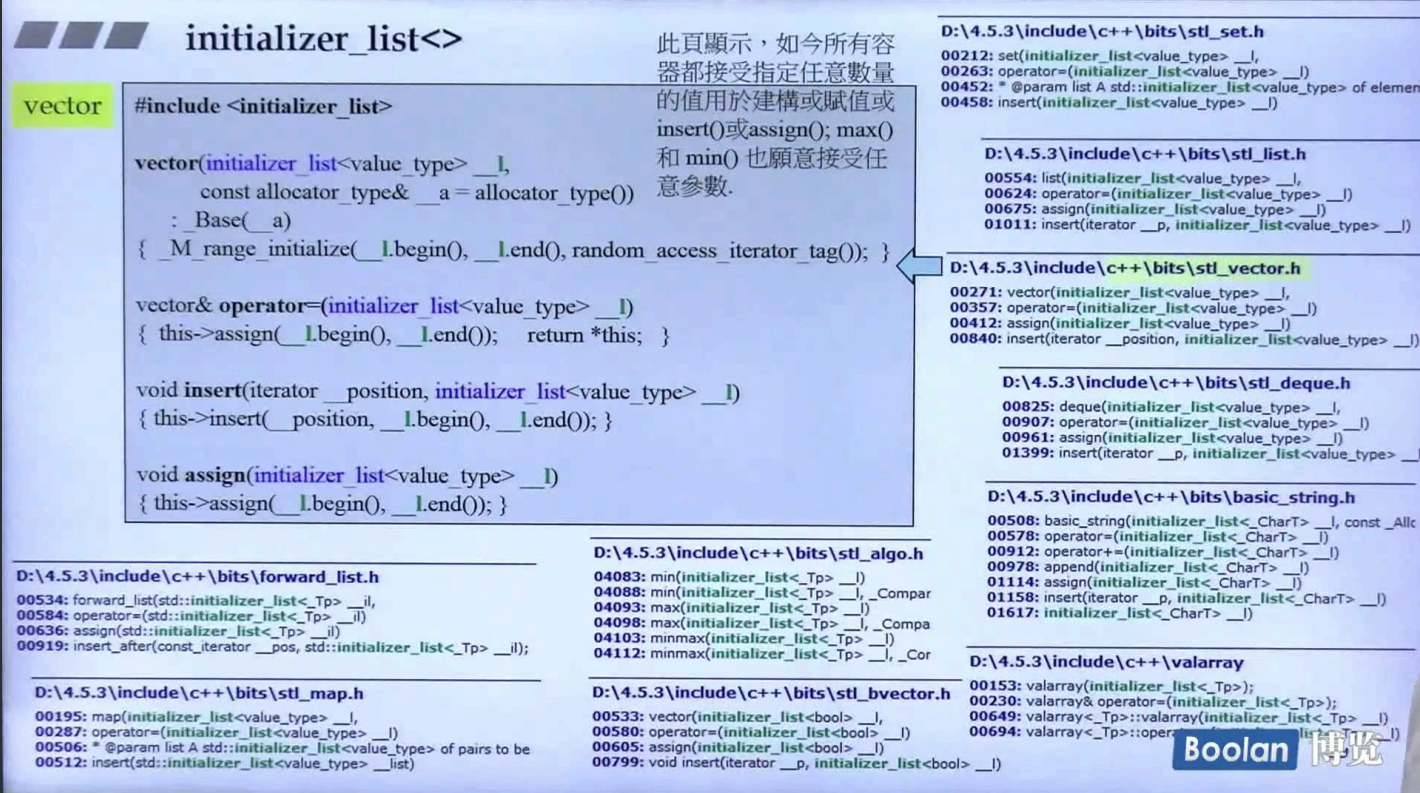 initializer_list<>
此頁顯示，如今所有容
器都接受指定任意數量
的值用於建構或賦值或
insert()或assign(); max()
和 min() 也願意接受任
意參數.
vector
#include <initializer_list>
vector(initializer_list<value_type> __l,
const allocator_type& __a = allocator_type())
: _Base(__a)
{ _M_range_initialize(__l.begin(), __l.end(), random_access_iterator_tag()); }
vector& operator=(initializer_list<value_type> __l)
{ this->assign(__l.begin(), __l.end()); return *this; }
void insert(iterator __position, initializer_list<value_type> __l)
{ this->insert(__position, __l.begin(), __l.end()); }
void assign(initializer_list<value_type> __l)
{ this->assign(__l.begin(), __l.end()); }
D:\4.5.3\include\c++\bits\stl_set.h
00212: set(initializer_list<value_type> __l,
00263: operator=(initializer_list<value_type> __l)
00452: * @param list A std::initializer_list<value_type> of elemen
00458: insert(initializer_list<value_type> __l)
D:\4.5.3\include\c++\bits\stl_list.h
00554: list(initializer_list<value_type> __l,
00624: operator=(initializer_list<value_type> __l)
00675: assign(initializer_list<value_type> __l)
01011: insert(iterator __p, initializer_list<value_type> __l)
D:\4.5.3\include\c++\bits\stl_vector.h
00271: vector(initializer_list<value_type> __l,
00357: operator=(initializer_list<value_type> __l)
00412: assign(initializer_list<value_type> __l)
00840: insert(iterator __position, initializer_list<value_type> __l)
D:\4.5.3\include\c++\bits\stl_deque.h
00825: deque(initializer_list<value_type> __l,
00907: operator=(initializer_list<value_type> __l)
00961: assign(initializer_list<value_type> __l)
01399: insert(iterator __p, initializer_list<value_type> __
D:\4.5.3\include\c++\bits\basic_string.h
00508: basic_string(initializer_list<_CharT> __l, const _Allc
00578: operator=(initializer_list<_CharT> __l)
00912: operator+=(initializer_list<_CharT> __l)
00978: append(initializer_list<_CharT> __l)
01114: assign(initializer_list<_CharT> __l)
01158: insert(iterator __p, initializer_list<_CharT> __l)
01617: initializer_list<_CharT> __l)
D:\4.5.3\include\c++\bits\forward_list.h
00534: forward_list(std::initializer_list<_Tp> __il,
00584: operator=(std::initializer_list<_Tp> __il)
00636: assign(std::initializer_list<_Tp> __il)
00919: insert_after(const_iterator __pos, std::initializer_list<_Tp> __il);
D:\4.5.3\include\c++\bits\stl_algo.h
04083: min(initializer_list<_Tp> __l)
04088: min(initializer_list<_Tp> __l, _Compar
04093: max(initializer_list<_Tp> __l)
04098: max(initializer_list<_Tp> __l, _Compa
04103: minmax(initializer_list<_Tp> __l)
04112: minmax(initializer_list<_Tp> __l, _Cor
D:\4.5.3\include\c++\valarray
00153: valarray(initializer_list<_Tp>);
00230: valarray& operator=(initializer_list<_Tp>);
00649: valarray<_Tp>::valarray(initializer_list<_Tp> __l)
00694: valarray<_Tp>::oper
D:\4.5.3\include\c++\bits\stl_map.h
00195: map(initializer_list<value_type> __l,
00287: operator=(initializer_list<value_type> __l)
00506: * @param list A std::initializer_list<value_type> of pairs to be
00512: insert(std::initializer_list<value_type> __list)
D:\4.5.3\include\c++\bits\stl_bvector.h
00533: vector(initializer_list<bool> __l,
00580: operator=(initializer_list<bool> __l)
00605: assign(initializer_list<bool> __l)
00799: void insert(iterator __p, initializer_list<bool> __l)
Boolan 博览